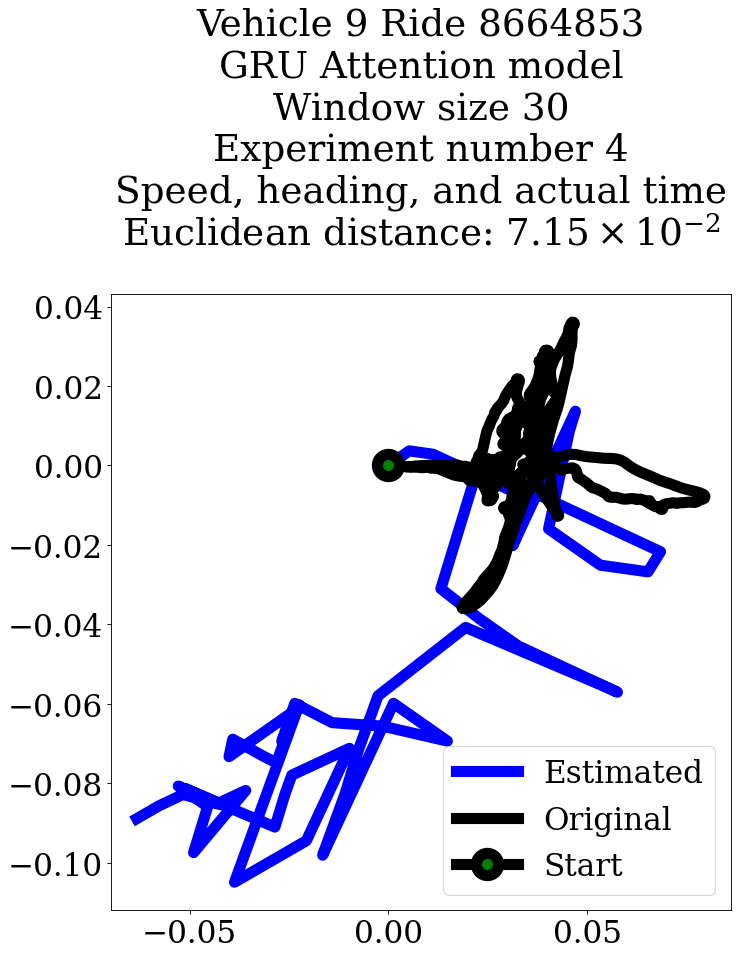 Vehicle 9 Ride 8664853
GRU Attention model
Window size 30
Experiment number 4
Speed, heading, and actual time
Euclidean distance: 7.15 × 10⁻²
0.04
0.02
0.00
−0.02
−0.04
−0.06
−0.08
−0.10
Estimated
Original
Start
−0.05
0.00
0.05